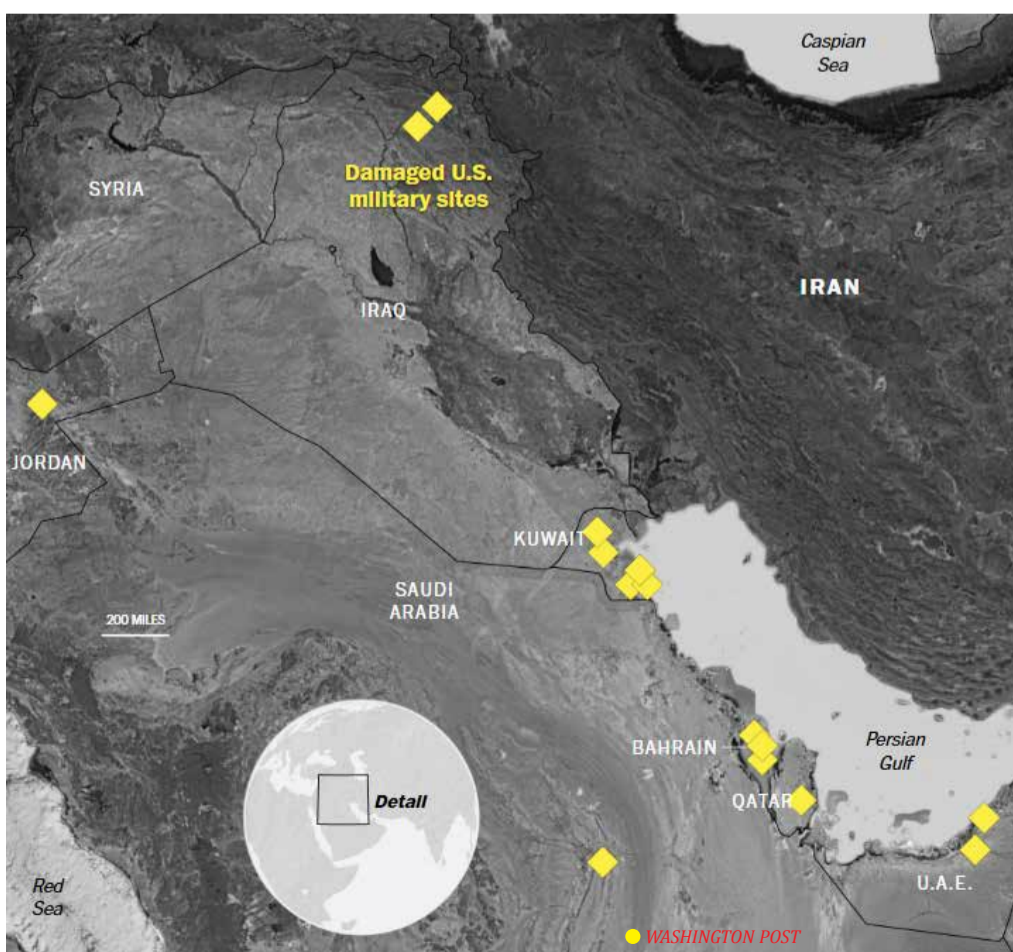 Caspian
Sea
Damaged U.S.
military sites
SYRIA
IRAN
IRAQ
JORDAN
KUWAIT
SAUDI
ARABIA
200 MILES
BAHRAIN
Persian
Gulf
Detail
QATAR
U.A.E.
Red
Sea
WASHINGTON POST